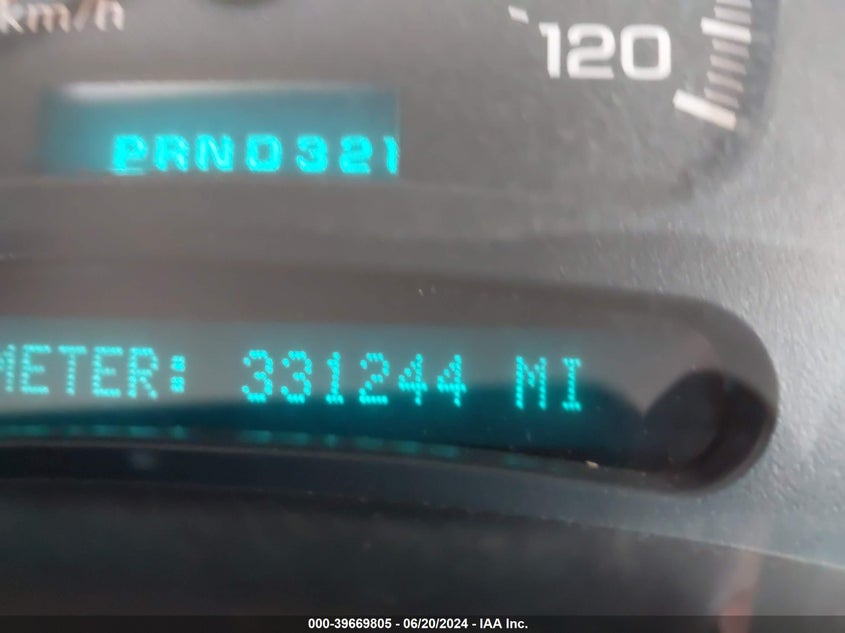 km/h
120
PRND321
METER: 331244 MI
000-39669805 - 06/20/2024 - IAA Inc.